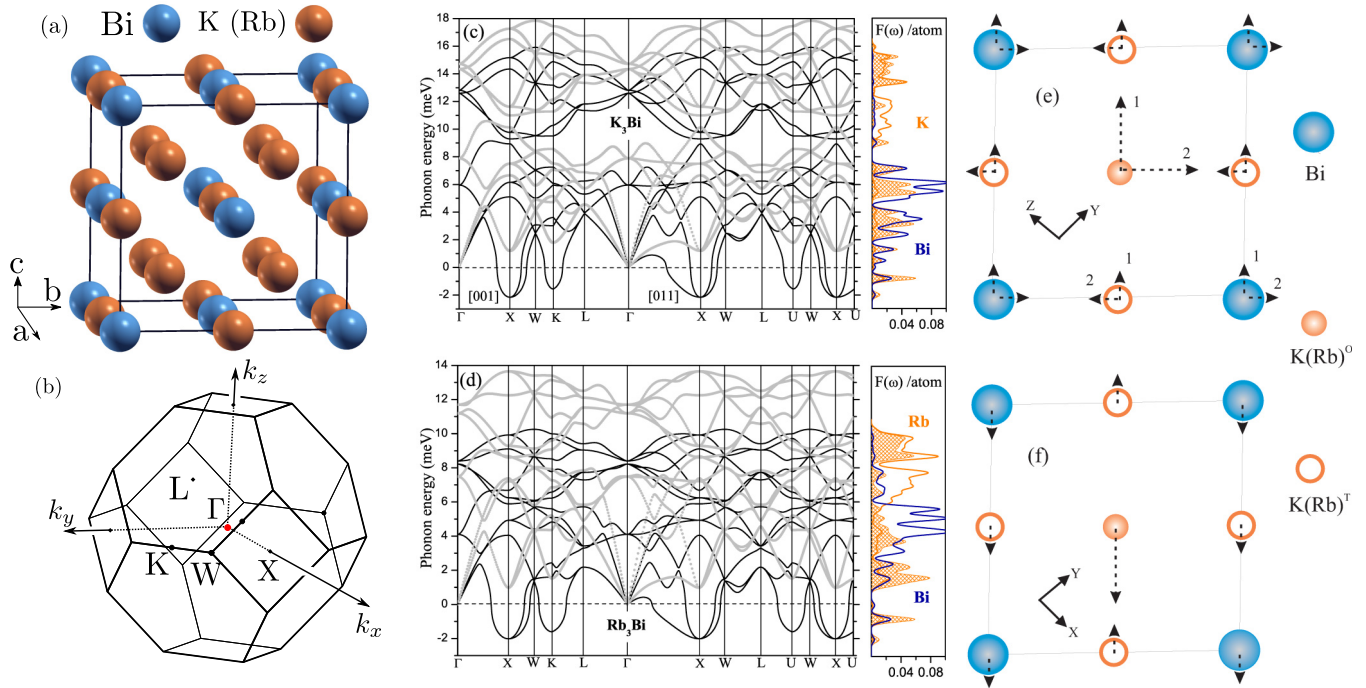 (a) Bi K (Rb)
c
b
a
(b)
k_z
L
Γ
k_y
K
W
X
k_x
(c)
Phonon energy (meV)
18
16
14
12
10
8
6
4
2
0
-2
K₃Bi
[001]
[011]
Γ X W K L Γ X W L U W X U
F(ω) /atom
K
Bi
0.04 0.08
(d)
Phonon energy (meV)
14
12
10
8
6
4
2
0
-2
Rb₃Bi
Γ X W K L Γ X W L U W X U
F(ω) /atom
Rb
Bi
0.04 0.08
(e)
1
2
Z Y
1
2
1
2
Bi
K(Rb)ᴼ
K(Rb)ᵀ
(f)
Y
X